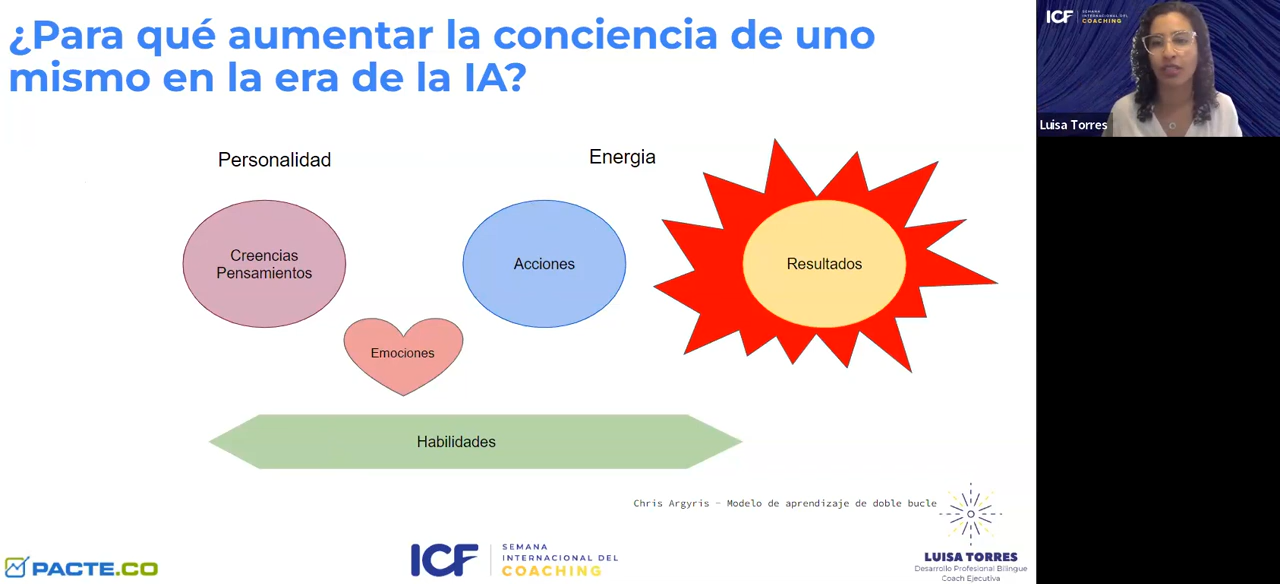 ¿Para qué aumentar la conciencia de uno
mismo en la era de la IA?
Personalidad
Energia
Creencias
Pensamientos
Acciones
Resultados
Emociones
Habilidades
Chris Argyris - Modelo de aprendizaje de doble bucle
PACTE.CO
ICF
SEMANA
INTERNACIONAL DEL
COACHING
LUISA TORRES
Desarrollo Profesional Bilingue
Coach Ejecutiva
ICF
SEMANA
INTERNACIONAL DEL
COACHING
Luisa Torres